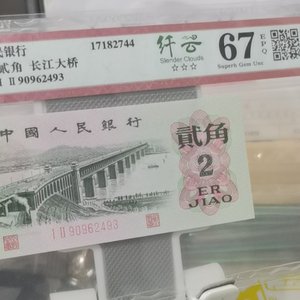 民银行
17182744
贰角 长江大桥
I II 90962493
纤云
Slender Clouds
☆☆☆
67
EPQ
Superb Gem Unc
中國人民銀行
貳角
2
ER
JIAO
I II 90962493